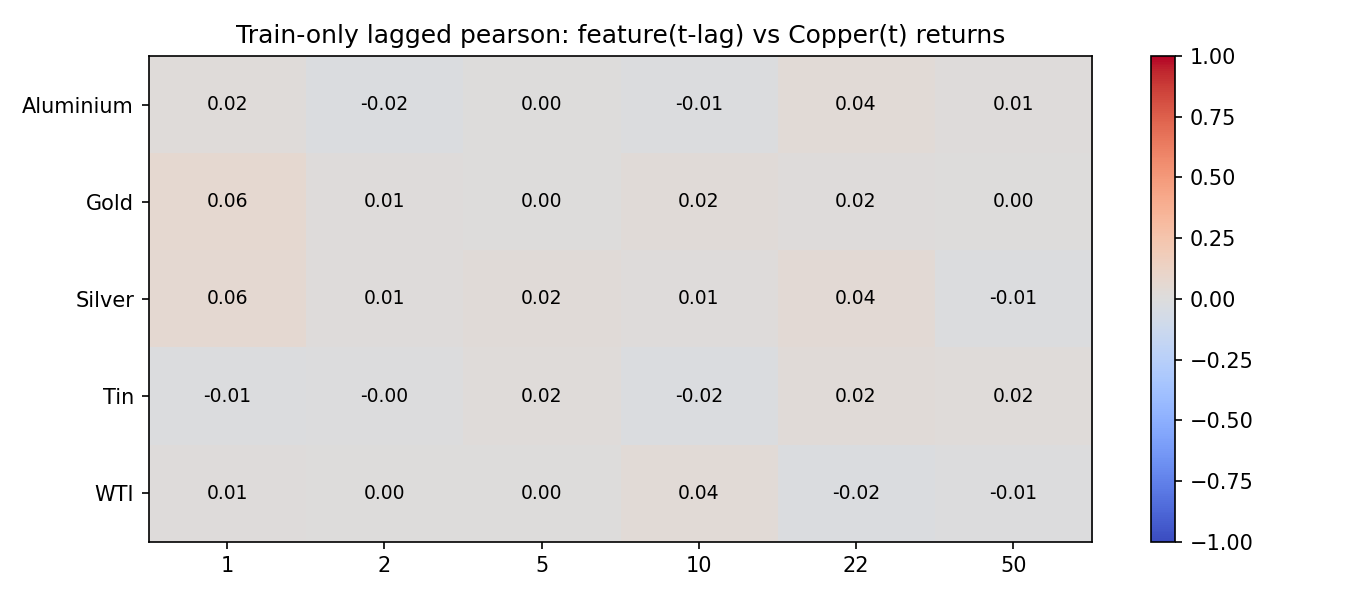 Train-only lagged pearson: feature(t-lag) vs Copper(t) returns
Aluminium 0.02 -0.02 0.00 -0.01 0.04 0.01
Gold 0.06 0.01 0.00 0.02 0.02 0.00
Silver 0.06 0.01 0.02 0.01 0.04 -0.01
Tin -0.01 -0.00 0.02 -0.02 0.02 0.02
WTI 0.01 0.00 0.00 0.04 -0.02 -0.01
1 2 5 10 22 50
1.00
0.75
0.50
0.25
0.00
−0.25
−0.50
−0.75
−1.00